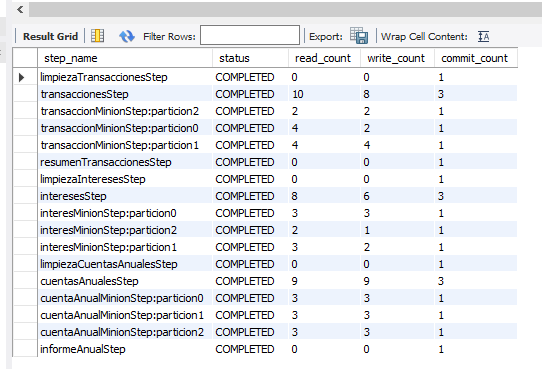 Result Grid Filter Rows: Export: Wrap Cell Content:
step_name status read_count write_count commit_count
limpiezaTransaccionesStep COMPLETED 0 0 1
transaccionesStep COMPLETED 10 8 3
transaccionMinionStep:particion2 COMPLETED 2 2 1
transaccionMinionStep:particion0 COMPLETED 4 2 1
transaccionMinionStep:particion1 COMPLETED 4 4 1
resumenTransaccionesStep COMPLETED 0 0 1
limpiezaInteresesStep COMPLETED 0 0 1
interesesStep COMPLETED 8 6 3
interesMinionStep:particion0 COMPLETED 3 3 1
interesMinionStep:particion2 COMPLETED 2 1 1
interesMinionStep:particion1 COMPLETED 3 2 1
limpiezaCuentasAnualesStep COMPLETED 0 0 1
cuentasAnualesStep COMPLETED 9 9 3
cuentaAnualMinionStep:particion0 COMPLETED 3 3 1
cuentaAnualMinionStep:particion1 COMPLETED 3 3 1
cuentaAnualMinionStep:particion2 COMPLETED 3 3 1
informeAnualStep COMPLETED 0 0 1